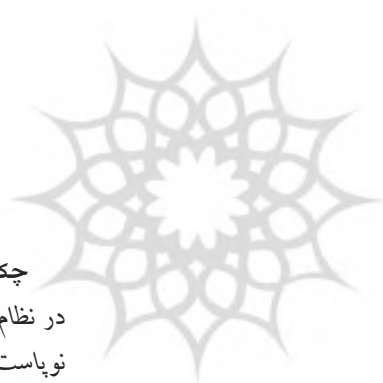 چک
در نظام
نوپاست